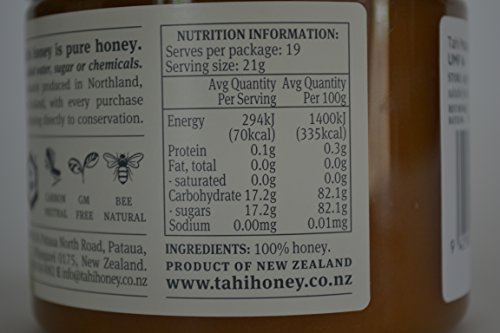 honey is pure honey.
added water, sugar or chemicals.
produced in Northland,
Zealand, with every purchase
directly to conservation.
CARBON GM BEE
NEUTRAL FREE NATURAL
Pataua North Road, Pataua,
0175, New Zealand.
E info@tahihoney.co.nz
NUTRITION INFORMATION:
Serves per package: 19
Serving size: 21g
Avg Quantity Avg Quantity
Per Serving Per 100g
Energy 294kJ 1400kJ
(70kcal) (335kcal)
Protein 0.1g 0.3g
Fat, total 0.0g 0.0g
- saturated 0.0g 0.0g
Carbohydrate 17.2g 82.1g
- sugars 17.2g 82.1g
Sodium 0.00mg 0.01mg
INGREDIENTS: 100% honey.
PRODUCT OF NEW ZEALAND
www.tahihoney.co.nz
UMF